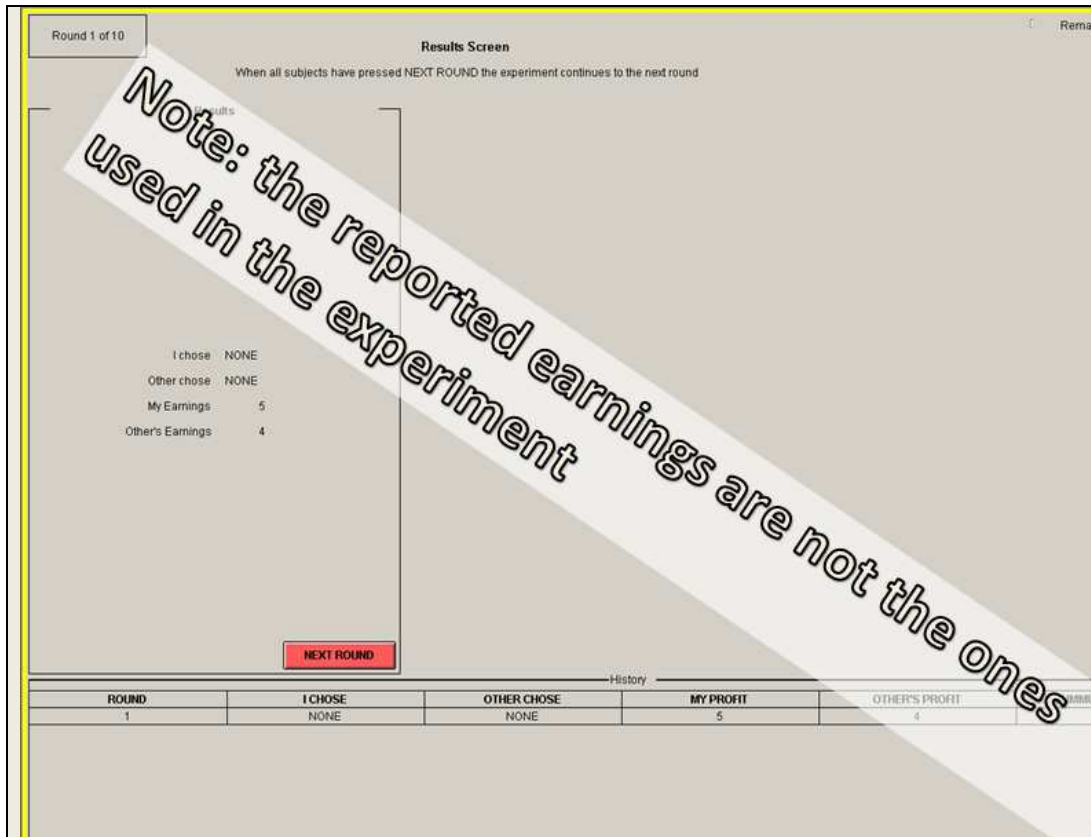 Round 1 of 10
Rema
Results Screen
When all subjects have pressed NEXT ROUND the experiment continues to the next round
Results
Note: the reported earnings are not the ones
used in the experiment
I chose NONE
Other chose NONE
My Earnings 5
Other's Earnings 4
NEXT ROUND
History
ROUND I CHOSE OTHER CHOSE MY PROFIT OTHER'S PROFIT
1 NONE NONE 5 4